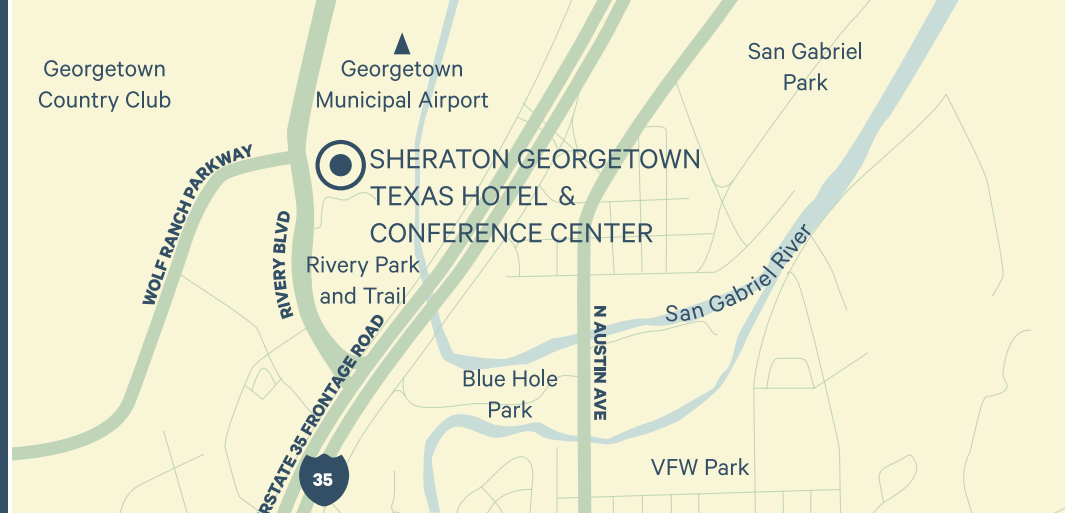 Georgetown
Country Club
Georgetown
Municipal Airport
San Gabriel
Park
SHERATON GEORGETOWN
TEXAS HOTEL &
CONFERENCE CENTER
WOLF RANCH PARKWAY
RIVERY BLVD
Rivery Park
and Trail
San Gabriel River
N AUSTIN AVE
RSTATE 35 FRONTAGE ROAD
Blue Hole
Park
VFW Park
35